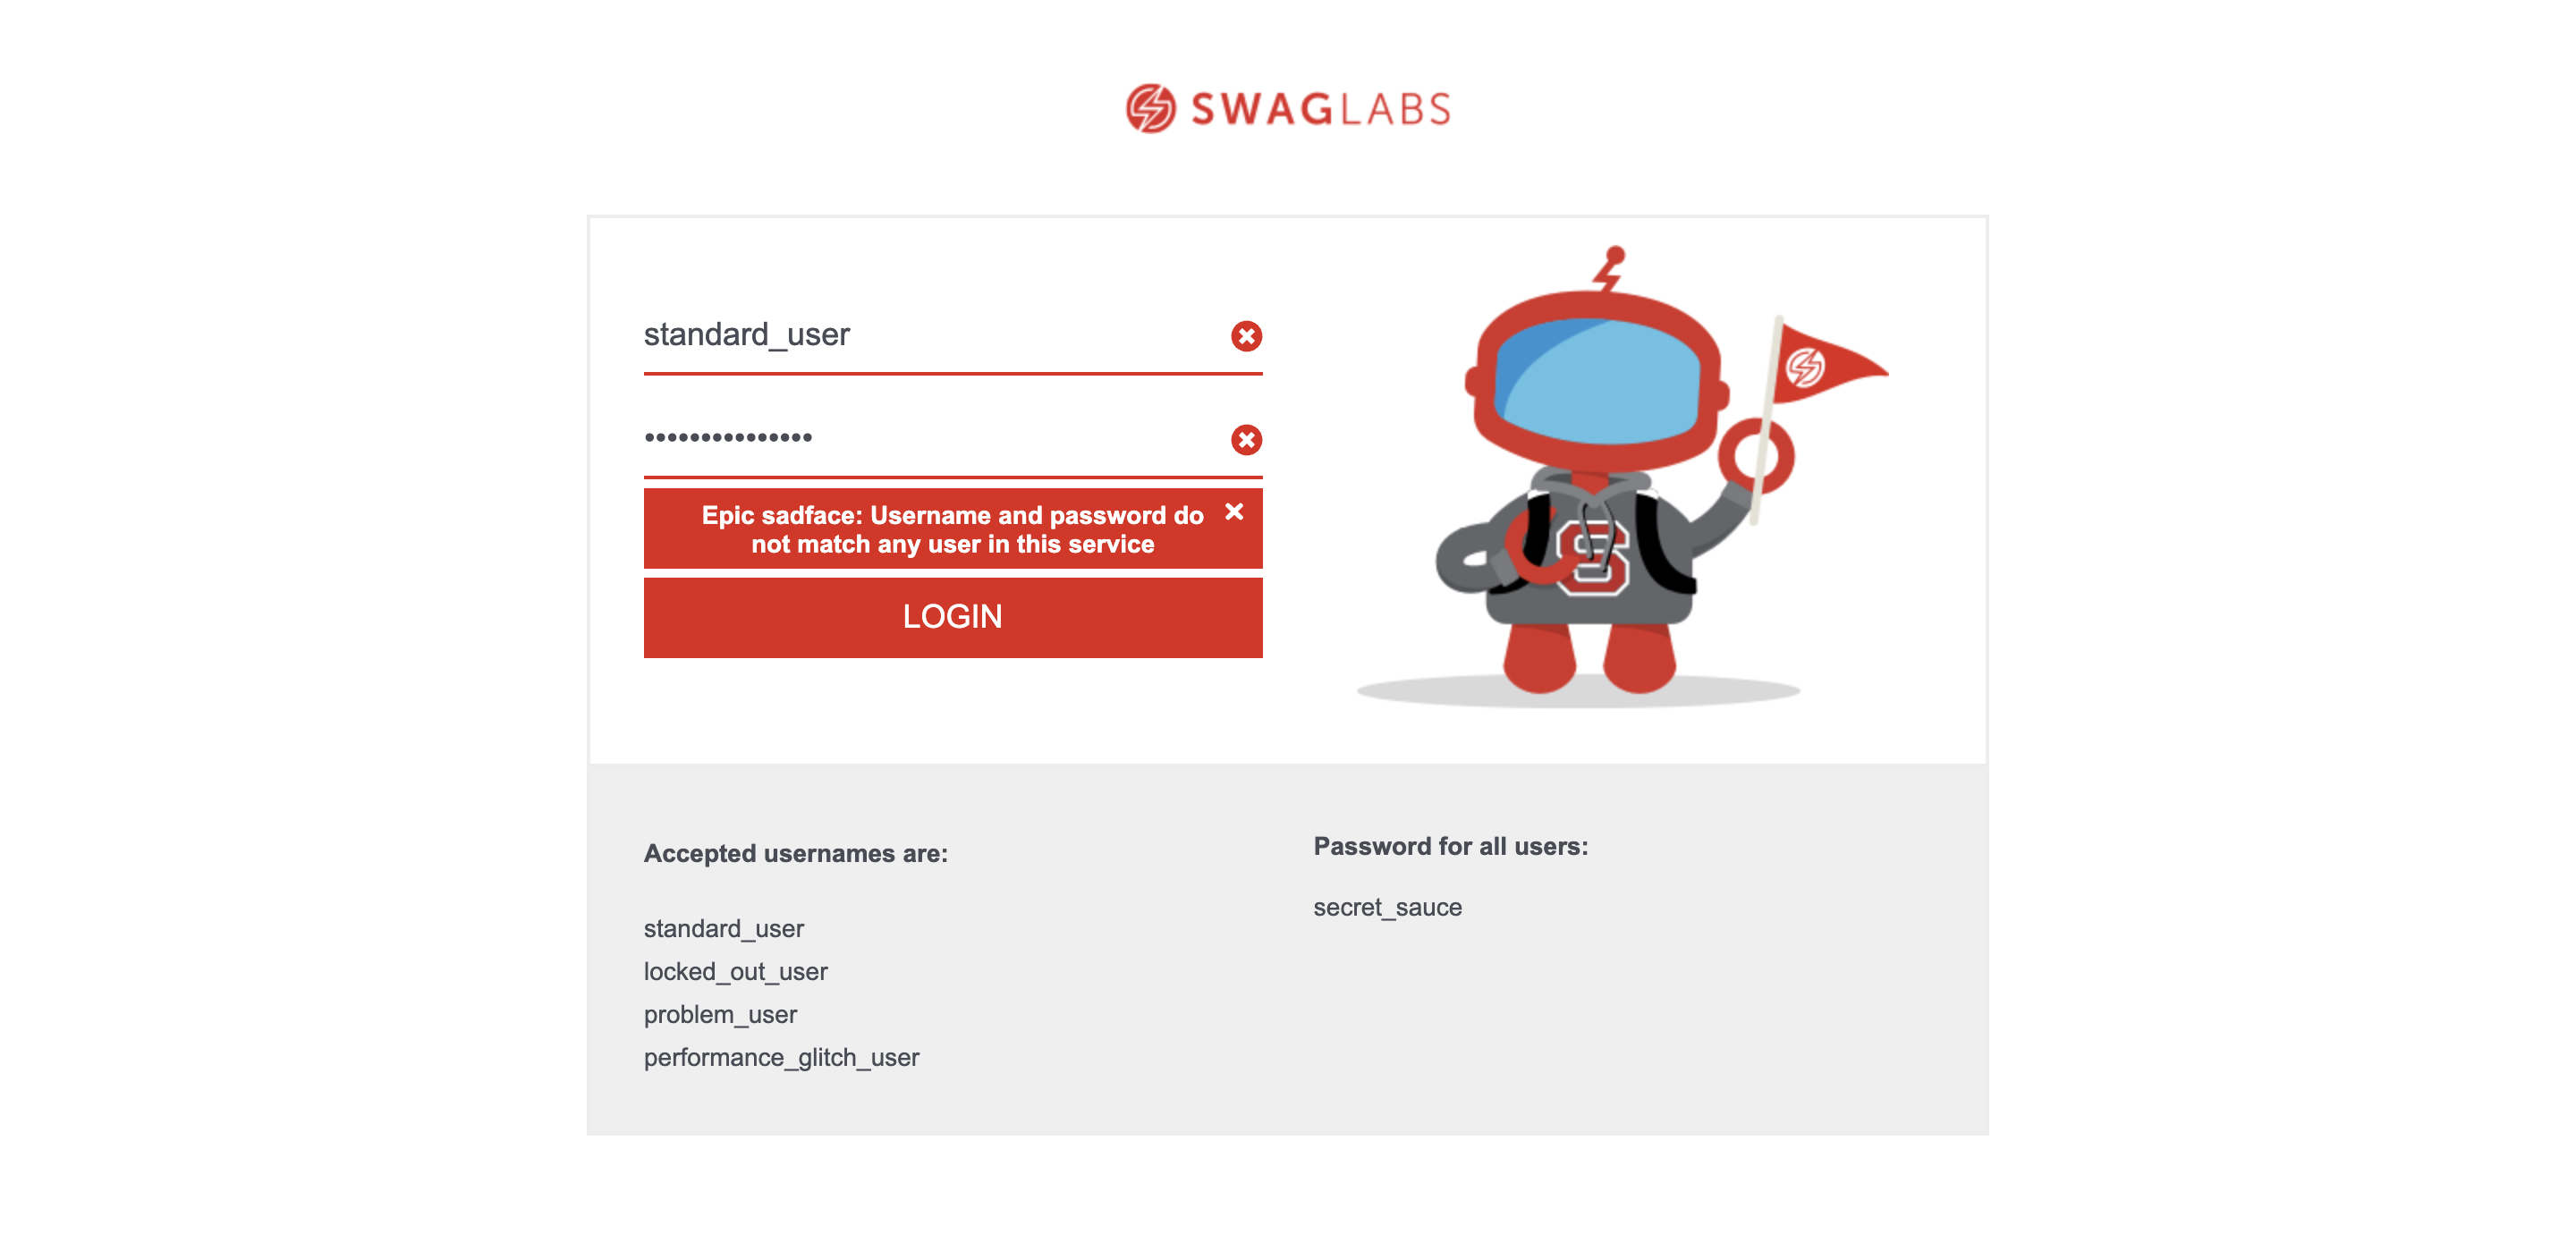 SWAGLABS
standard_user
•••••••••••••••
Epic sadface: Username and password do
not match any user in this service
LOGIN
S
Accepted usernames are:
standard_user
locked_out_user
problem_user
performance_glitch_user
Password for all users:
secret_sauce